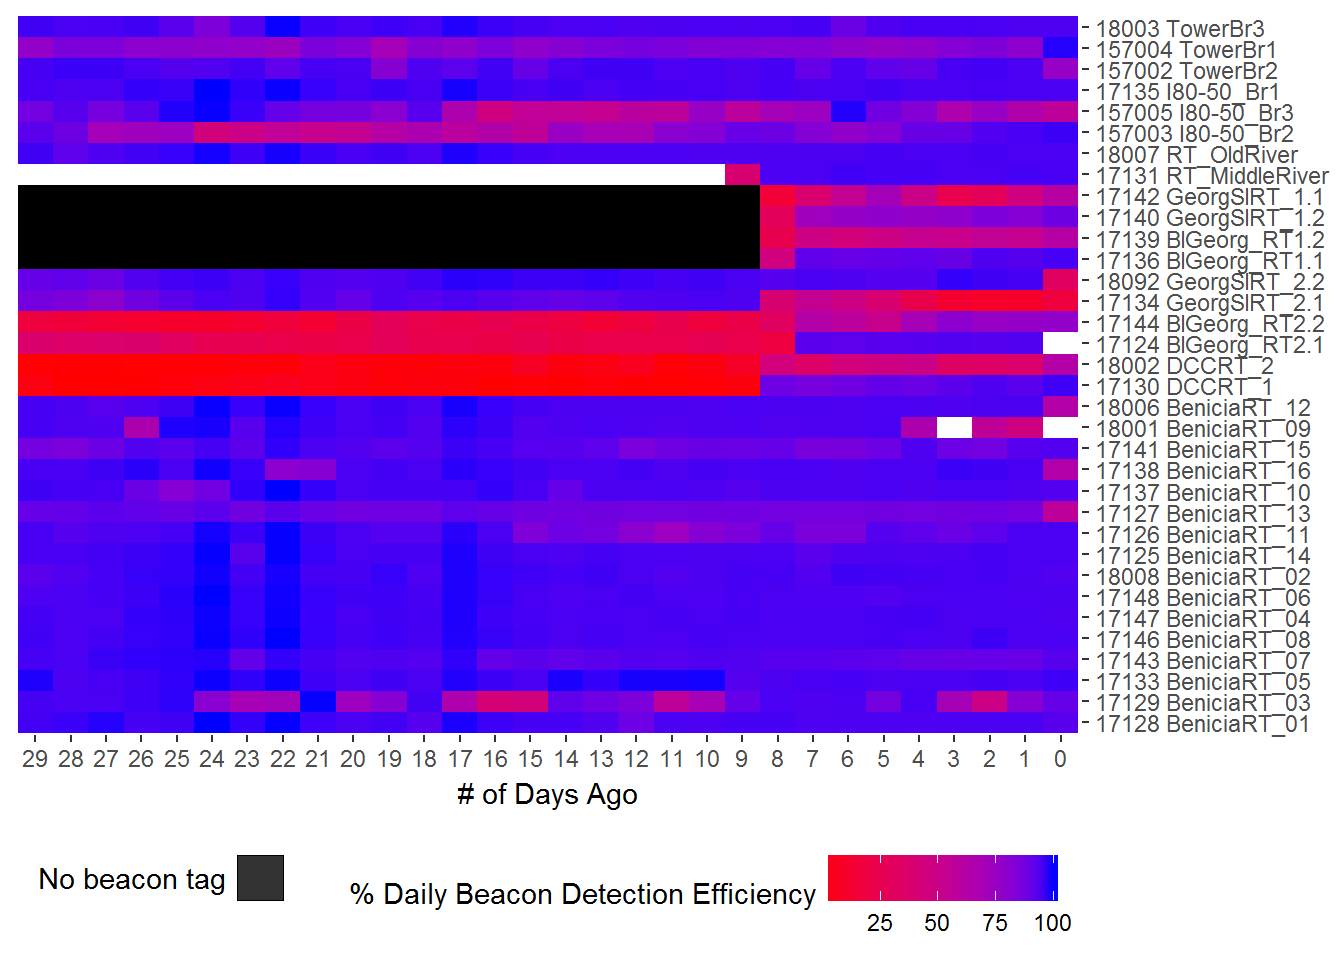 18003 TowerBr3
157004 TowerBr1
157002 TowerBr2
17135 I80-50_Br1
157005 I80-50_Br3
157003 I80-50_Br2
18007 RT_OldRiver
17131 RT_MiddleRiver
17142 GeorgSlRT_1.1
17140 GeorgSlRT_1.2
17139 BlGeorg_RT1.2
17136 BlGeorg_RT1.1
18092 GeorgSlRT_2.2
17134 GeorgSlRT_2.1
17144 BlGeorg_RT2.2
17124 BlGeorg_RT2.1
18002 DCCRT_2
17130 DCCRT_1
18006 BeniciaRT_12
18001 BeniciaRT_09
17141 BeniciaRT_15
17138 BeniciaRT_16
17137 BeniciaRT_10
17127 BeniciaRT_13
17126 BeniciaRT_11
17125 BeniciaRT_14
18008 BeniciaRT_02
17148 BeniciaRT_06
17147 BeniciaRT_04
17146 BeniciaRT_08
17143 BeniciaRT_07
17133 BeniciaRT_05
17129 BeniciaRT_03
17128 BeniciaRT_01
29 28 27 26 25 24 23 22 21 20 19 18 17 16 15 14 13 12 11 10 9 8 7 6 5 4 3 2 1 0
# of Days Ago
No beacon tag
% Daily Beacon Detection Efficiency
25 50 75 100